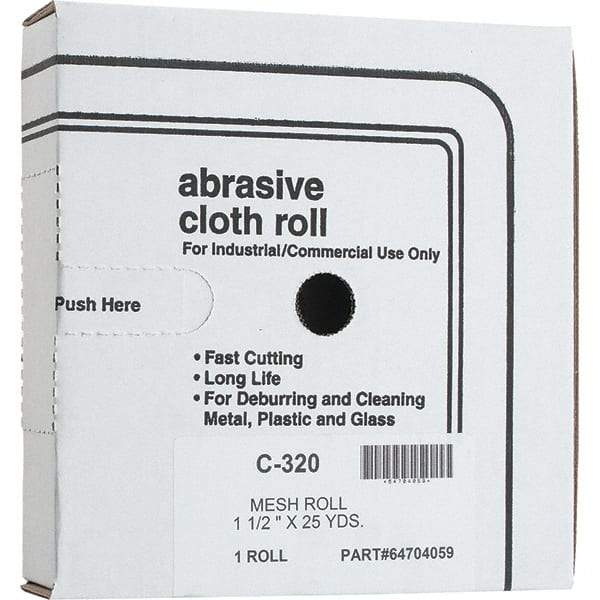 abrasive
cloth roll
For Industrial/Commercial Use Only
Push Here
• Fast Cutting
• Long Life
• For Deburring and Cleaning
Metal, Plastic and Glass
C-320
*64704059*
MESH ROLL
1 1/2 " X 25 YDS.
1 ROLL PART#64704059